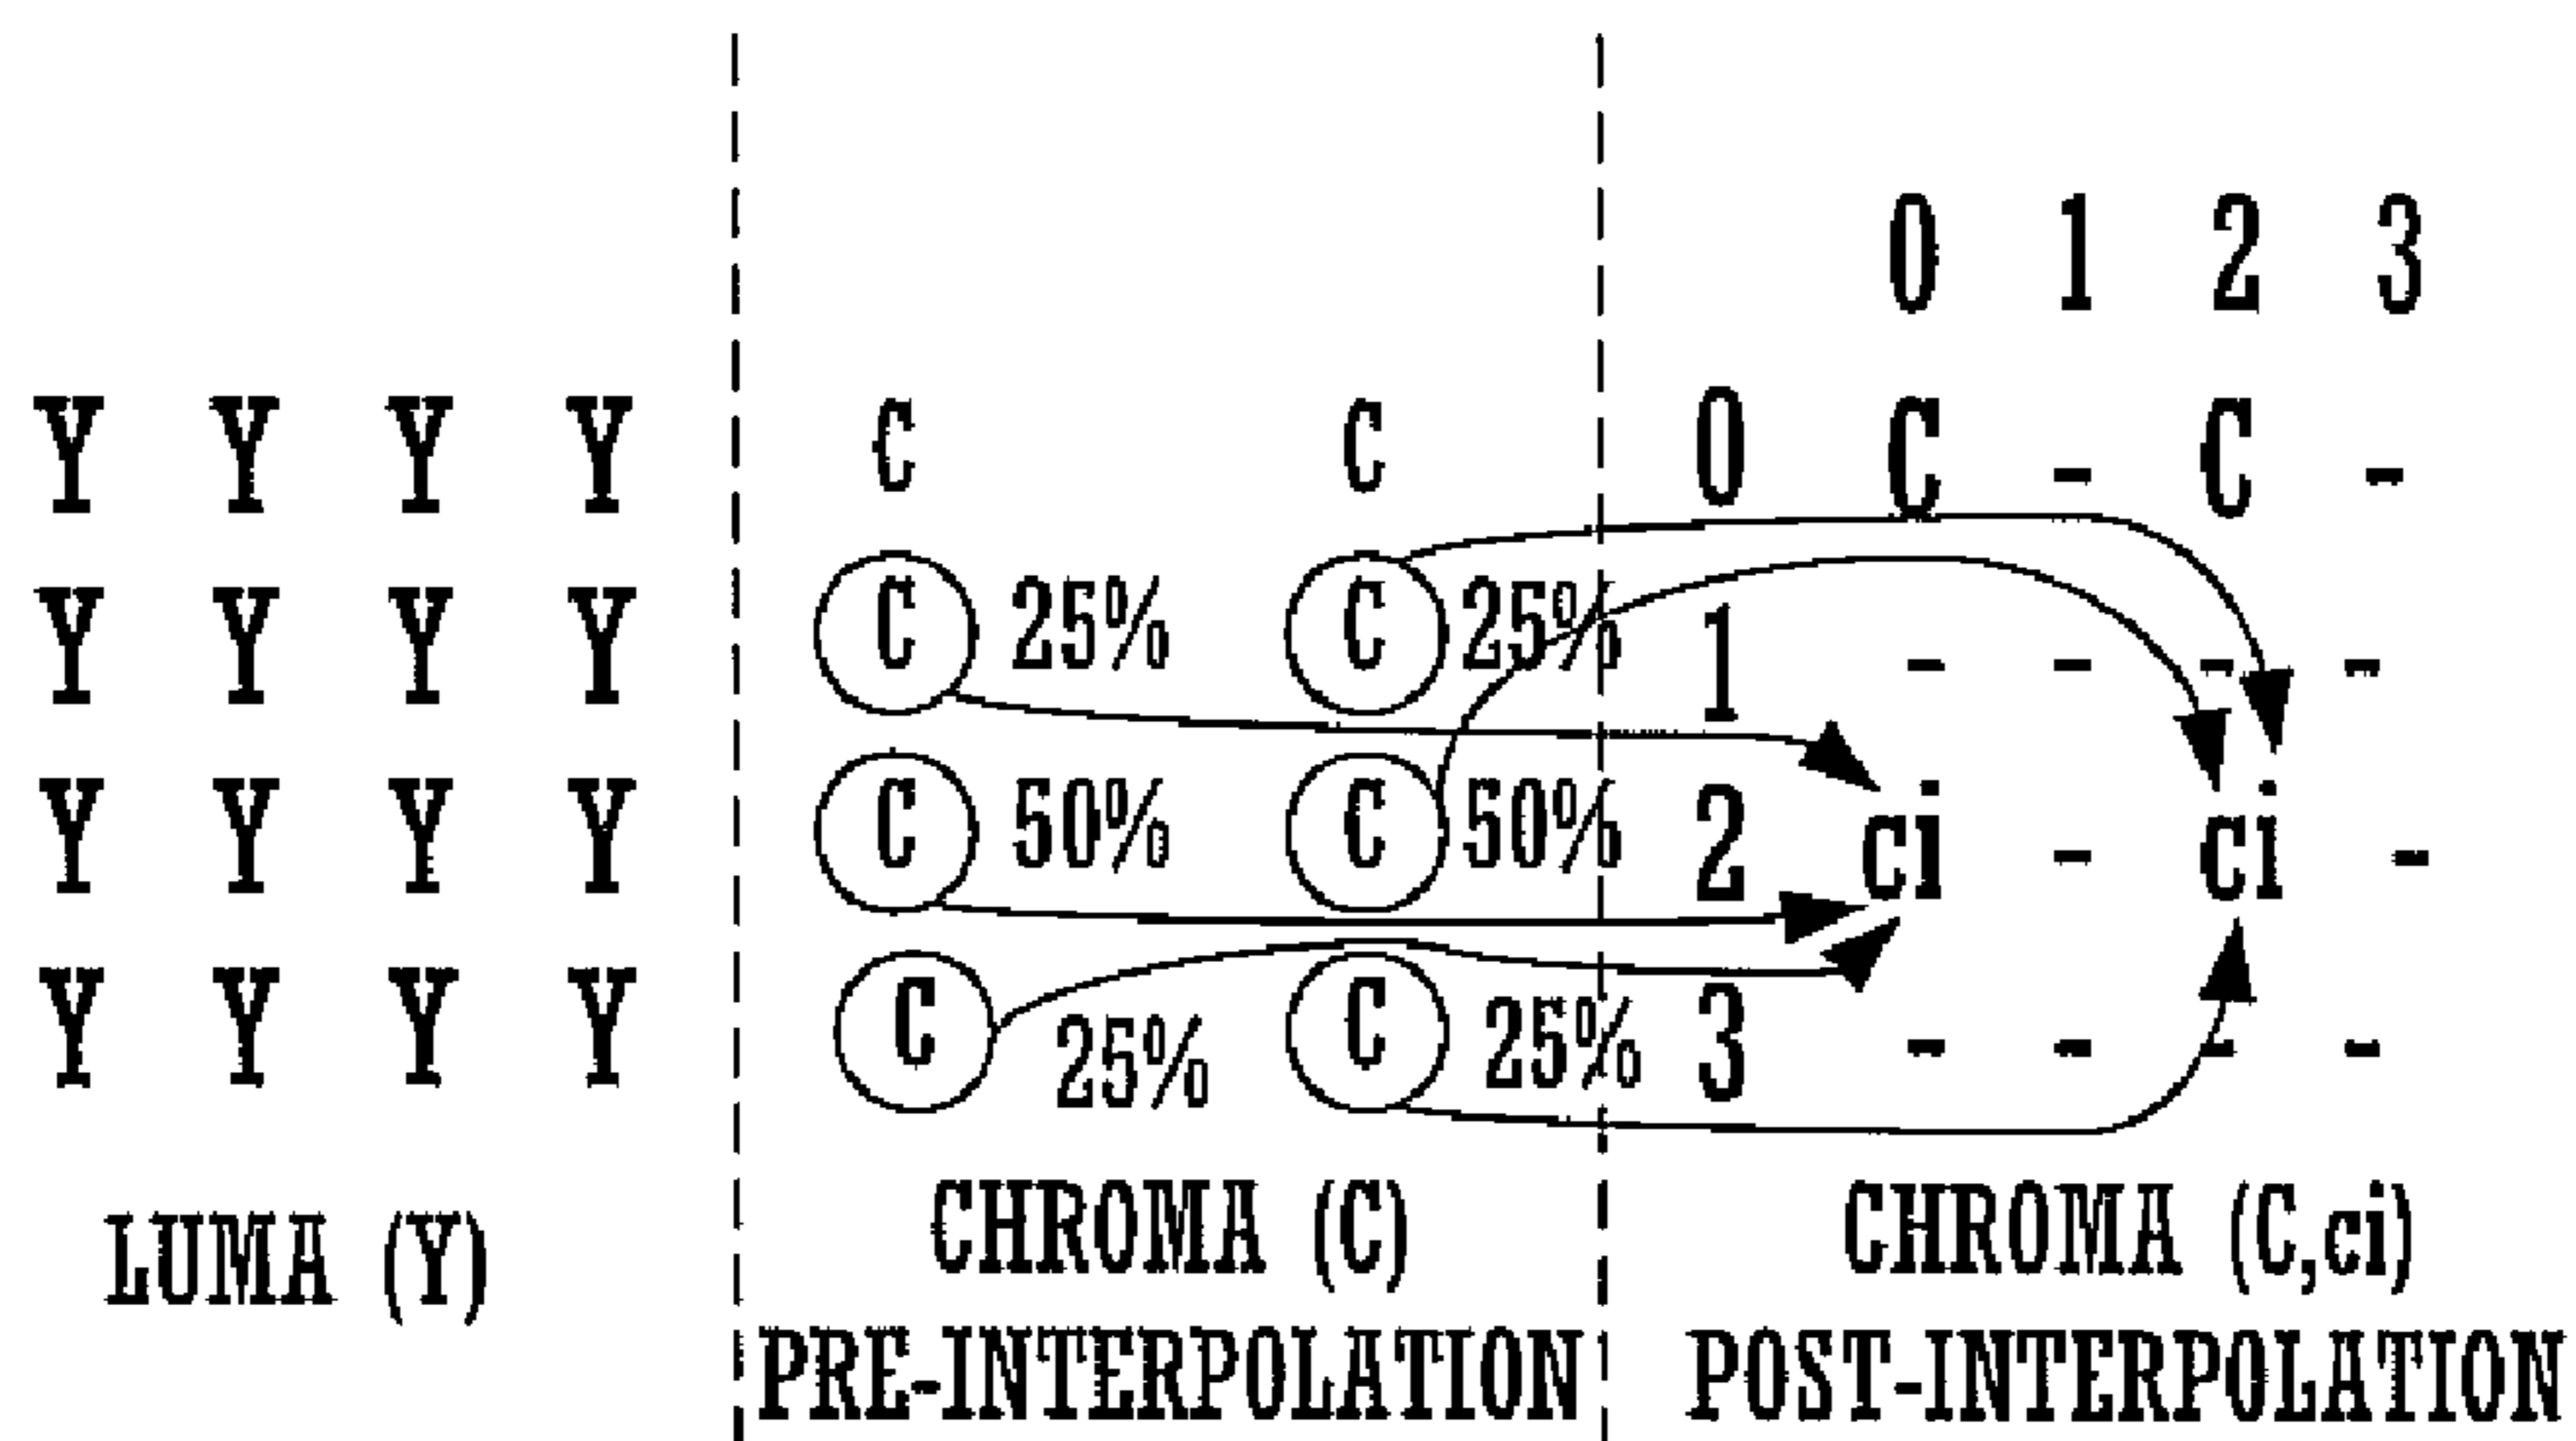 0 1 2 3
Y Y Y Y C C 0 C - C -
Y Y Y Y C 25% C 25% 1 - - - -
Y Y Y Y C 50% C 50% 2 ci - ci -
Y Y Y Y C 25% C 25% 3 - - - -
LUMA (Y)
CHROMA (C)
PRE-INTERPOLATION
CHROMA (C,ci)
POST-INTERPOLATION